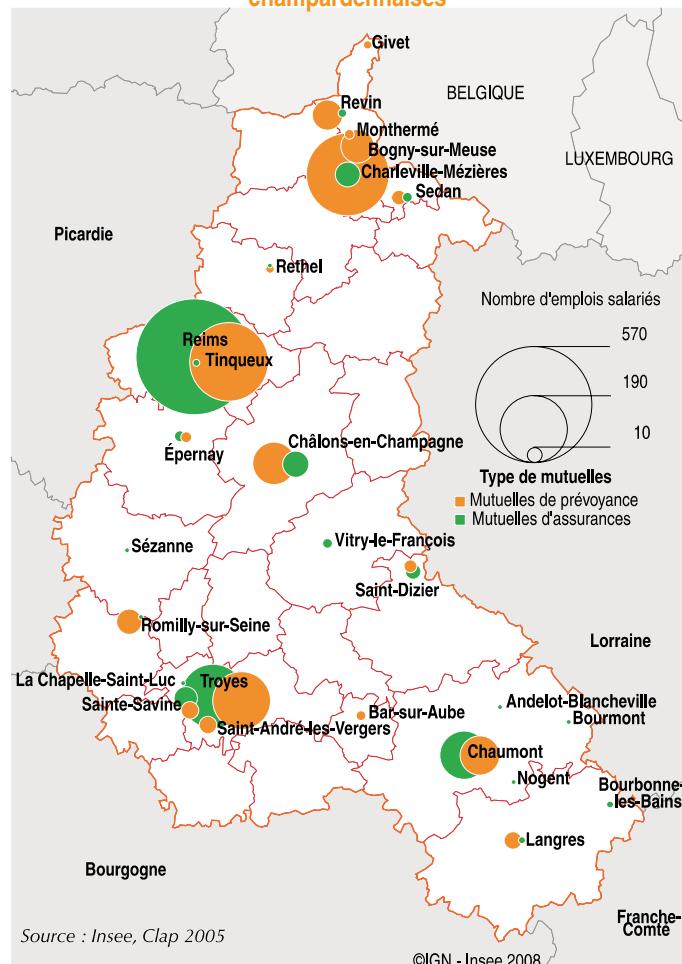 champardennaises
Givet
BELGIQUE
Revin
Monthermé
Bogny-sur-Meuse
LUXEMBOURG
Charleville-Mézières
Sedan
Picardie
Rethel
Nombre d'emplois salariés
570
Reims
Tinqueux
190
10
Châlons-en-Champagne
Épernay
Type de mutuelles
Mutuelles de prévoyance
Mutuelles d'assurances
Vitry-le-François
Sézanne
Saint-Dizier
Romilly-sur-Seine
Lorraine
La Chapelle-Saint-Luc
Troyes
Sainte-Savine
Andelot-Blancheville
Bar-sur-Aube
Bourmont
Saint-André-les-Vergers
Chaumont
Nogent
Bourbonne-
les-Bains
Langres
Bourgogne
Franche-
Comté
Source : Insee, Clap 2005
©IGN - Insee 2008